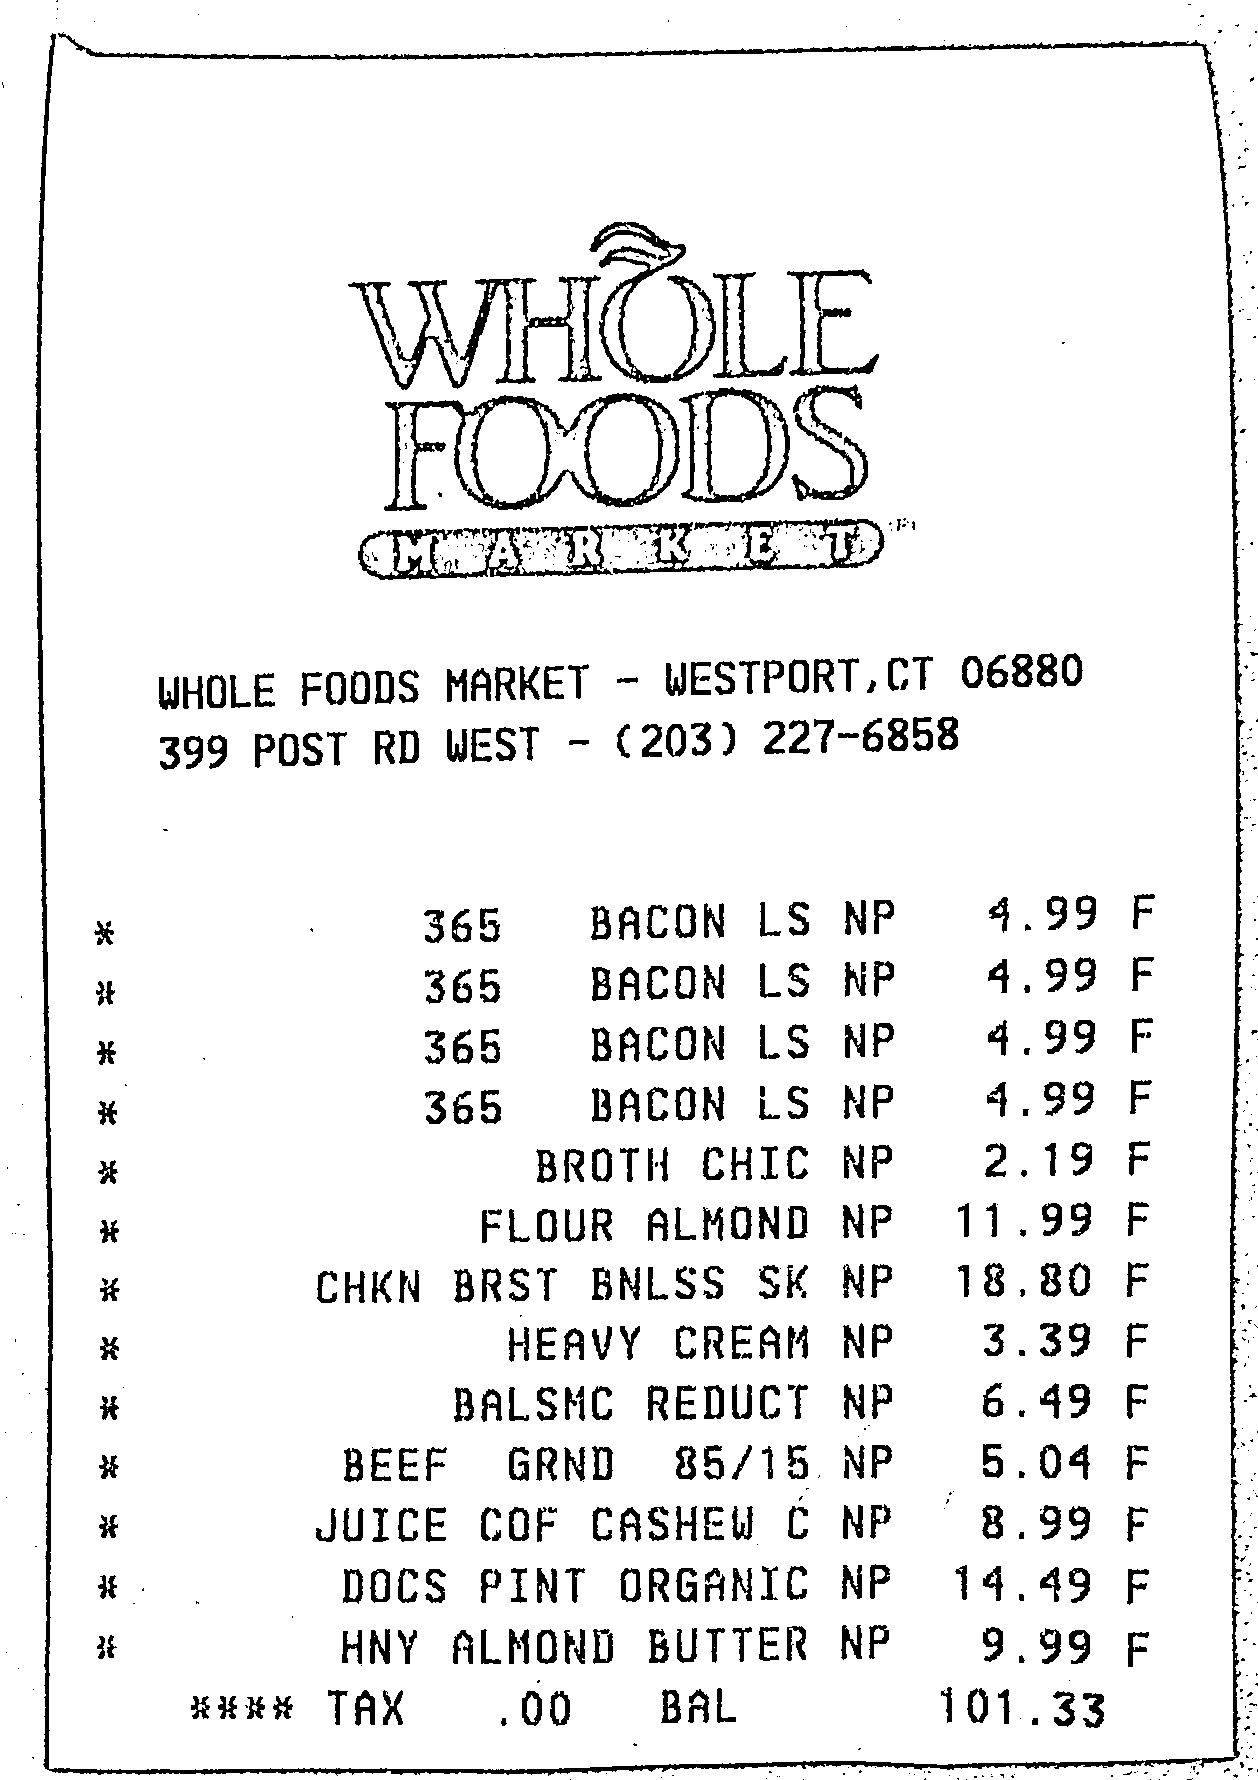 WHOLE
FOODS
MARKET
WHOLE FOODS MARKET - WESTPORT,CT 06880
399 POST RD WEST - (203) 227-6858
* 365 BACON LS NP 4.99 F
* 365 BACON LS NP 4.99 F
* 365 BACON LS NP 4.99 F
* 365 BACON LS NP 4.99 F
* BROTH CHIC NP 2.19 F
* FLOUR ALMOND NP 11.99 F
* CHKN BRST BNLSS SK NP 18.80 F
* HEAVY CREAM NP 3.39 F
* BALSMC REDUCT NP 6.49 F
* BEEF GRND 85/15 NP 5.04 F
* JUICE COF CASHEW C NP 8.99 F
* DOCS PINT ORGANIC NP 14.49 F
* HNY ALMOND BUTTER NP 9.99 F
**** TAX .00 BAL 101.33